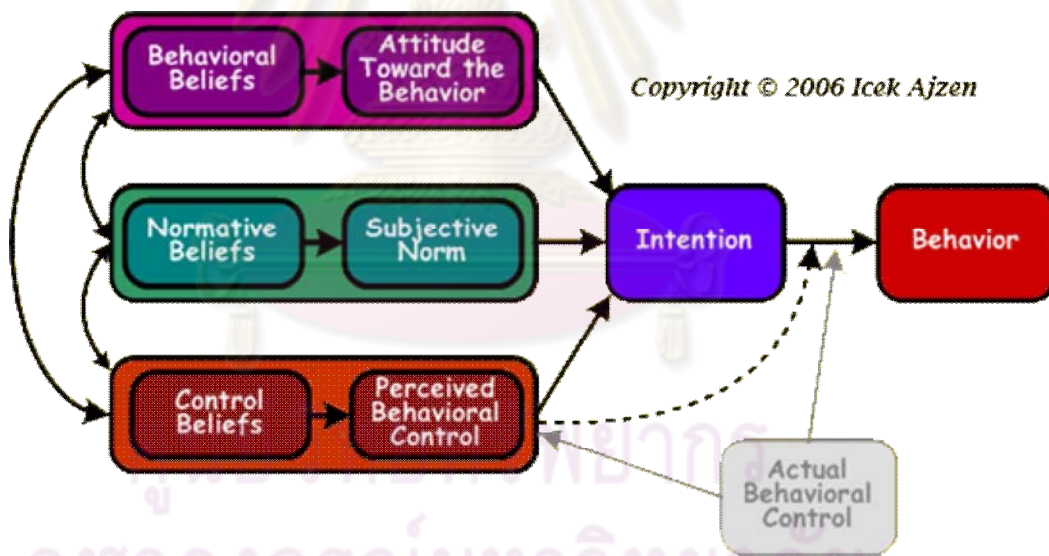 Behavioral
Beliefs
Attitude
Toward the
Behavior
Copyright © 2006 Icek Ajzen
Normative
Beliefs
Subjective
Norm
Intention
Behavior
Control
Beliefs
Perceived
Behavioral
Control
Actual
Behavioral
Control